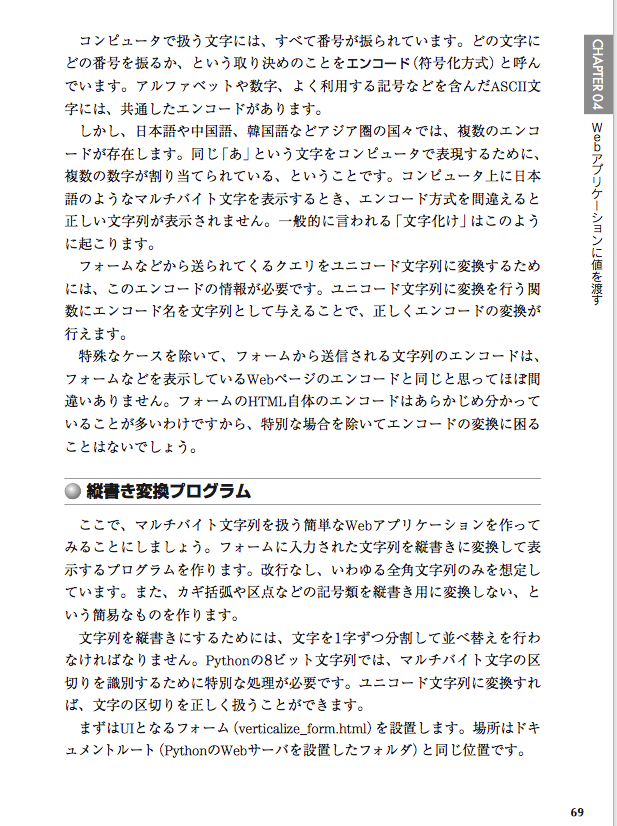 コンピュータで扱う文字には、すべて番号が振られています。どの文字に
どの番号を振るか、という取り決めのことをエンコード（符号化方式）と呼ん
でいます。アルファベットや数字、よく利用する記号などを含んだASCII文
字には、共通したエンコードがあります。
しかし、日本語や中国語、韓国語などアジア圏の国々では、複数のエンコ
ードが存在します。同じ「あ」という文字をコンピュータで表現するために、
複数の数字が割り当てられている、ということです。コンピュータ上に日本
語のようなマルチバイト文字を表示するとき、エンコード方式を間違えると
正しい文字列が表示されません。一般的に言われる「文字化け」はこのよう
に起こります。
フォームなどから送られてくるクエリをユニコード文字列に変換するため
には、このエンコードの情報が必要です。ユニコード文字列に変換を行う関
数にエンコード名を文字列として与えることで、正しくエンコードの変換が
行えます。
特殊なケースを除いて、フォームから送信される文字列のエンコードは、
フォームなどを表示しているWebページのエンコードと同じと思ってほぼ間
違いありません。フォームのHTML自体のエンコードはあらかじめ分かって
いることが多いわけですから、特別な場合を除いてエンコードの変換に困る
ことはないでしょう。
縦書き変換プログラム
ここで、マルチバイト文字列を扱う簡単なWebアプリケーションを作って
みることにしましょう。フォームに入力された文字列を縦書きに変換して表
示するプログラムを作ります。改行なし、いわゆる全角文字列のみを想定し
ています。また、カギ括弧や区点などの記号類を縦書き用に変換しない、と
いう簡易なものを作ります。
文字列を縦書きにするためには、文字を1字ずつ分割して並べ替えを行わ
なければなりません。Pythonの8ビット文字列では、マルチバイト文字の区
切りを識別するために特別な処理が必要です。ユニコード文字列に変換すれ
ば、文字の区切りを正しく扱うことができます。
まずはUIとなるフォーム（verticalize_form.html）を設置します。場所はドキ
ュメントルート（PythonのWebサーバを設置したフォルダ）と同じ位置です。
CHAPTER 04
Webアプリケーションに値を渡す
69